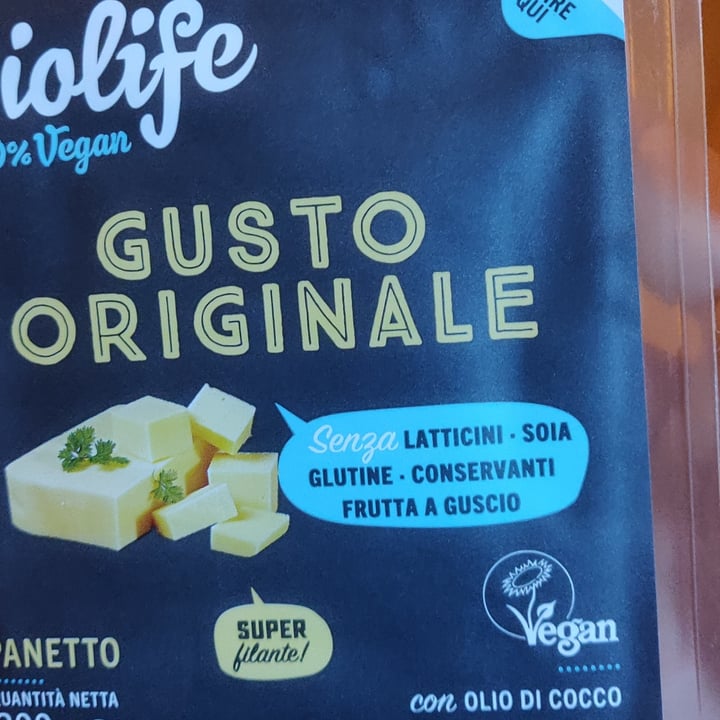 QUI
iolife
% Vegan
GUSTO
ORIGINALE
Senza LATTICINI · SOIA
GLUTINE · CONSERVANTI
FRUTTA A GUSCIO
SUPER
filante!
Vegan
PANETTO
QUANTITÀ NETTA
con OLIO DI COCCO